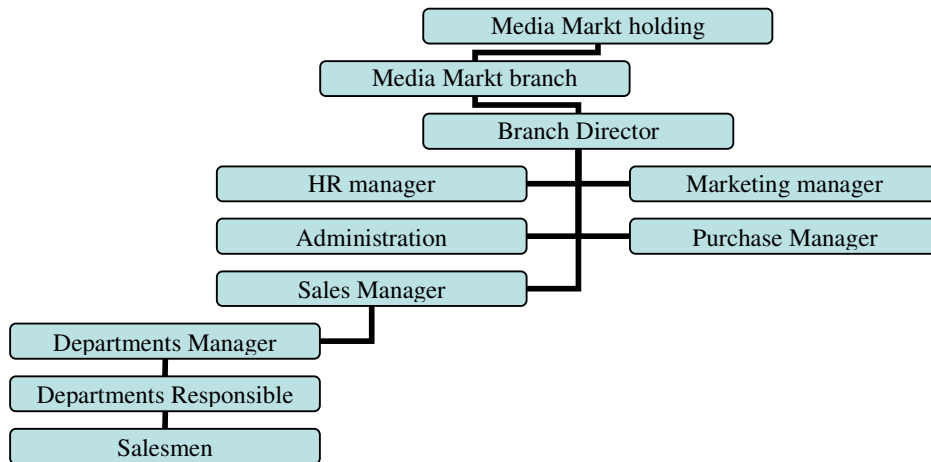 Media Markt holding
Media Markt branch
Branch Director
HR manager
Marketing manager
Administration
Purchase Manager
Sales Manager
Departments Manager
Departments Responsible
Salesmen